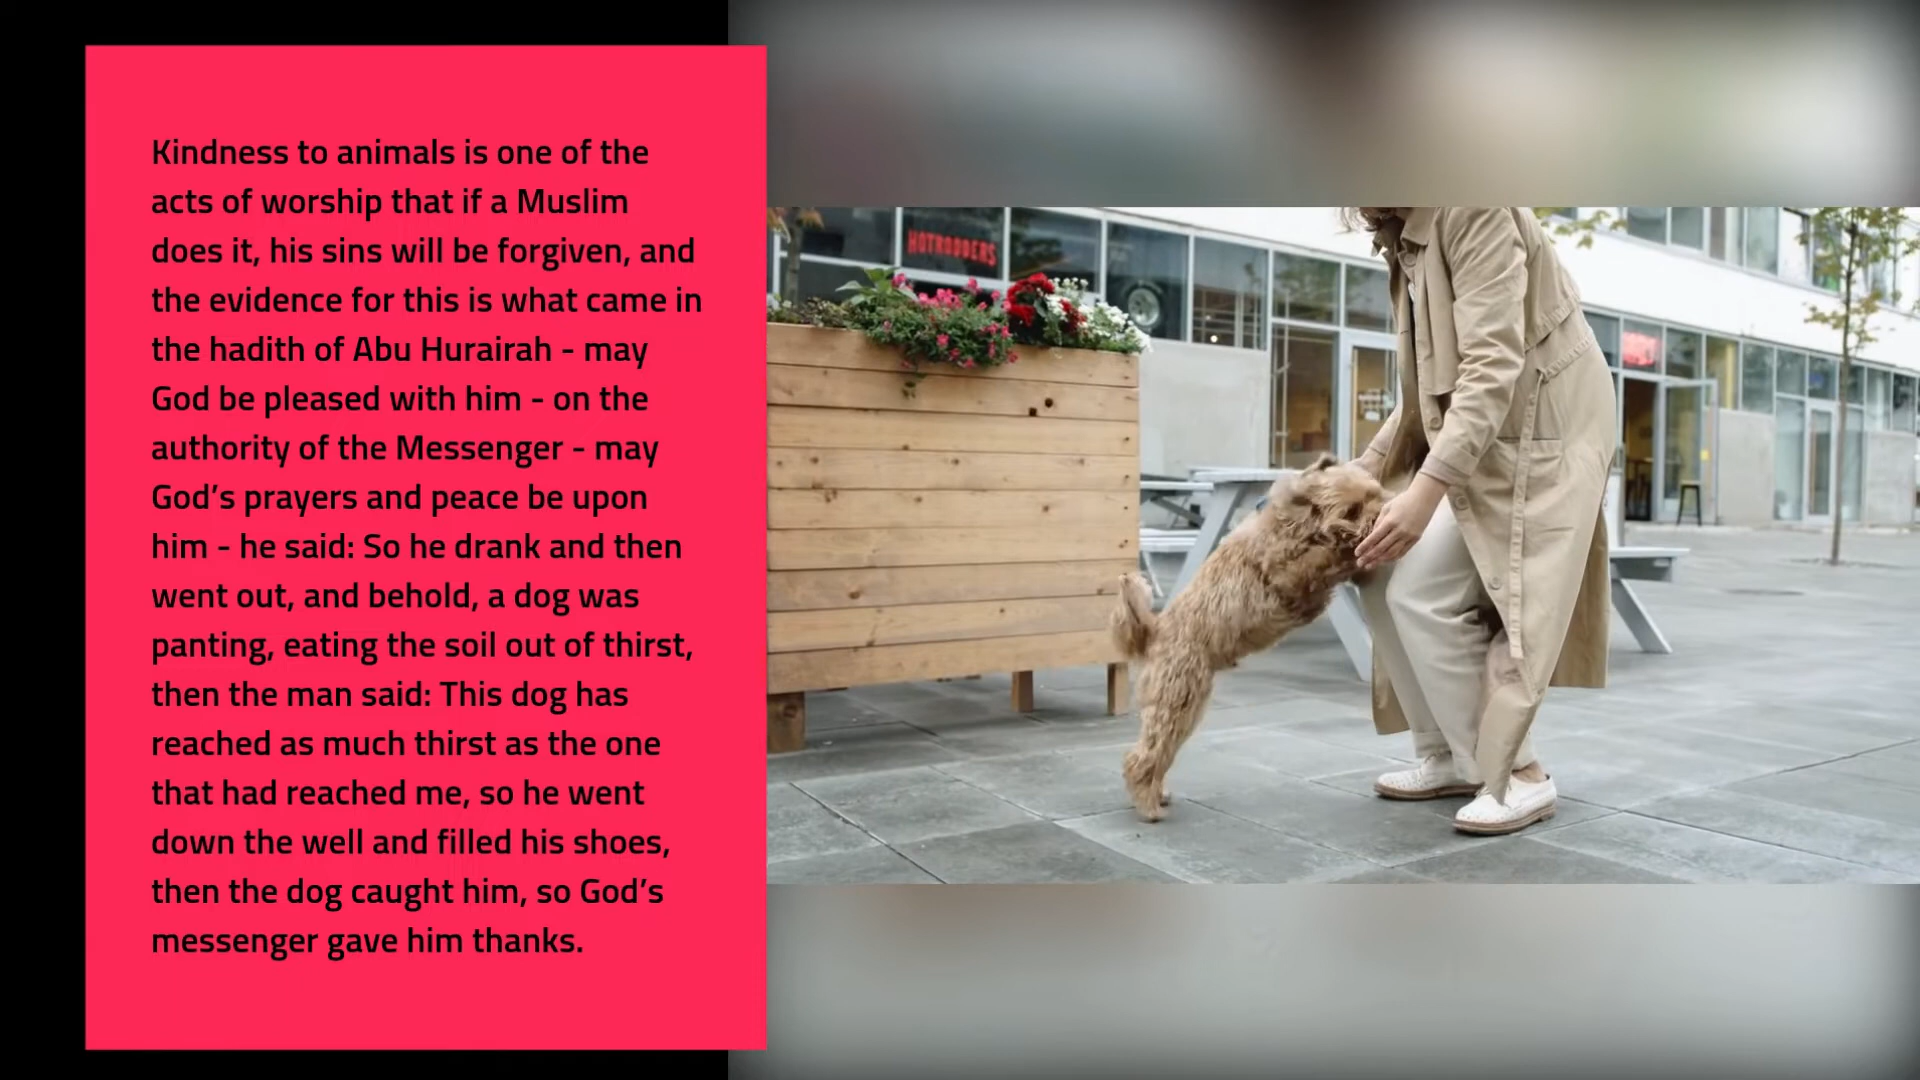 Kindness to animals is one of the
acts of worship that if a Muslim
does it, his sins will be forgiven, and
the evidence for this is what came in
the hadith of Abu Hurairah - may
God be pleased with him - on the
authority of the Messenger - may
God’s prayers and peace be upon
him - he said: So he drank and then
went out, and behold, a dog was
panting, eating the soil out of thirst,
then the man said: This dog has
reached as much thirst as the one
that had reached me, so he went
down the well and filled his shoes,
then the dog caught him, so God’s
messenger gave him thanks.
HOTRODDERS